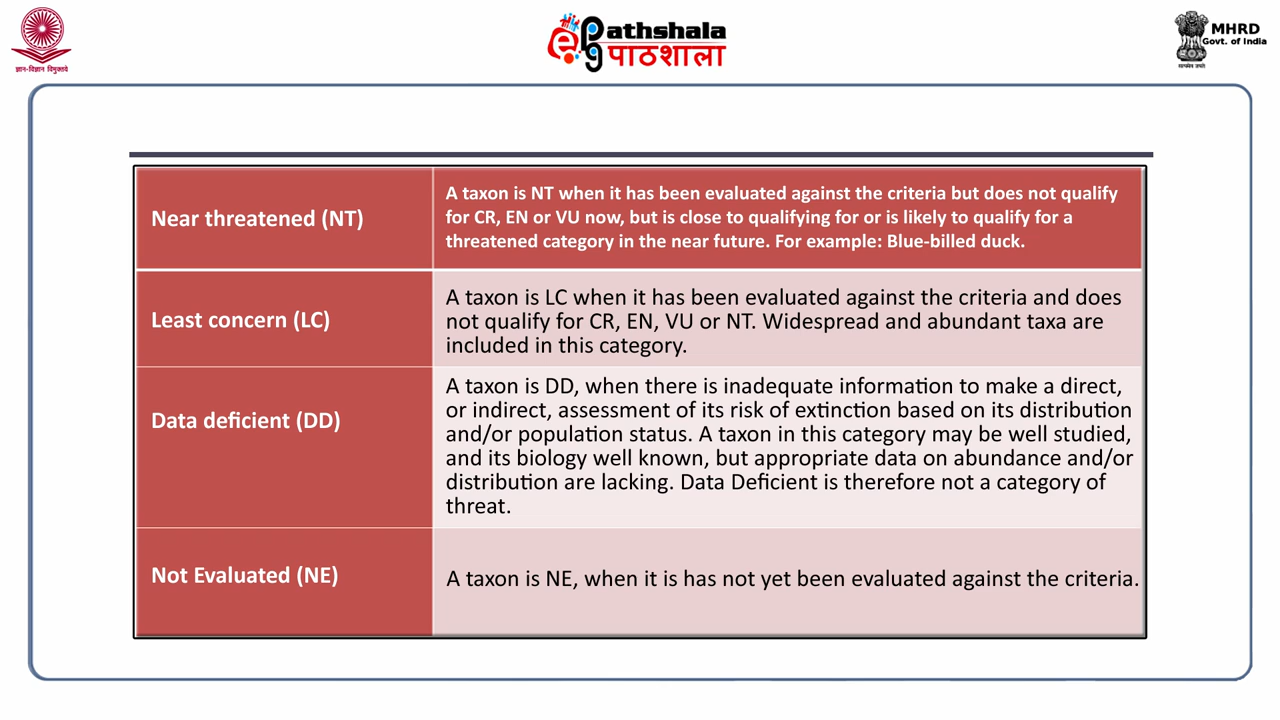 ज्ञान-विज्ञान विमुक्तये
ePG
athshala
पाठशाला
MHRD
Govt. of India
सत्यमेव जयते
Near threatened (NT)
A taxon is NT when it has been evaluated against the criteria but does not qualify
for CR, EN or VU now, but is close to qualifying for or is likely to qualify for a
threatened category in the near future. For example: Blue-billed duck.
Least concern (LC)
A taxon is LC when it has been evaluated against the criteria and does
not qualify for CR, EN, VU or NT. Widespread and abundant taxa are
included in this category.
Data deficient (DD)
A taxon is DD, when there is inadequate information to make a direct,
or indirect, assessment of its risk of extinction based on its distribution
and/or population status. A taxon in this category may be well studied,
and its biology well known, but appropriate data on abundance and/or
distribution are lacking. Data Deficient is therefore not a category of
threat.
Not Evaluated (NE)
A taxon is NE, when it is has not yet been evaluated against the criteria.